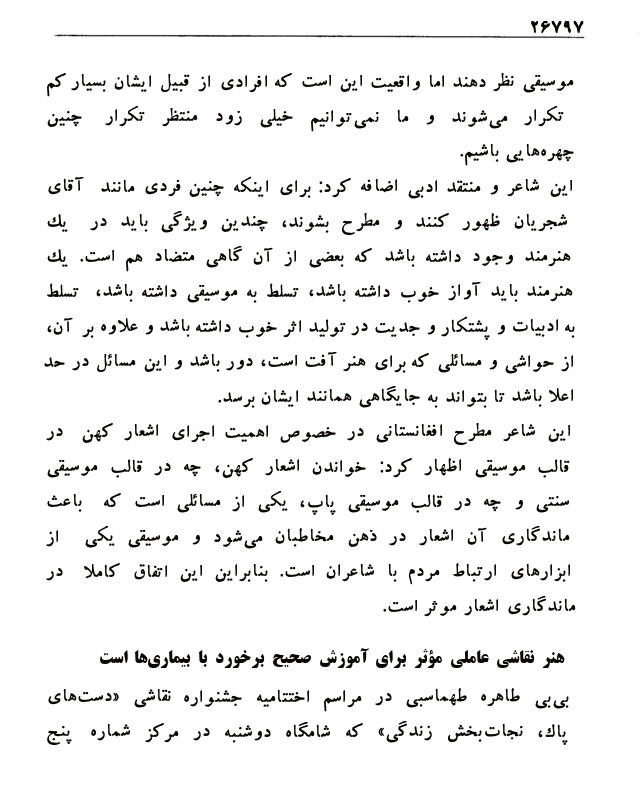 ۲۶۷۹۷
موسیقی نظر دهند اما واقعیت این است که افرادی از قبیل ایشان بسیار کم
تکرار می‌شوند و ما نمی‌توانیم خیلی زود منتظر تکرار چنین
چهره‌هایی باشیم.
این شاعر و منتقد ادبی اضافه کرد: برای اینکه چنین فردی مانند آقای
شجریان ظهور کنند و مطرح بشوند، چندین ویژگی باید در یك
هنرمند وجود داشته باشد که بعضی از آن گاهی متضاد هم است. یك
هنرمند باید آواز خوب داشته باشد، تسلط به موسیقی داشته باشد، تسلط
به ادبیات و پشتکار و جدیت در تولید اثر خوب داشته باشد و علاوه بر آن،
از حواشی و مسائلی که برای هنر آفت است، دور باشد و این مسائل در حد
اعلا باشد تا بتواند به جایگاهی همانند ایشان برسد.
این شاعر مطرح افغانستانی در خصوص اهمیت اجرای اشعار کهن در
قالب موسیقی اظهار کرد: خواندن اشعار کهن، چه در قالب موسیقی
سنتی و چه در قالب موسیقی پاپ، یکی از مسائلی است که باعث
ماندگاری آن اشعار در ذهن مخاطبان می‌شود و موسیقی یکی از
ابزارهای ارتباط مردم با شاعران است. بنابراین این اتفاق کاملا در
ماندگاری اشعار موثر است.
هنر نقاشی عاملی مؤثر برای آموزش صحیح برخورد با بیماری‌ها است
بی‌بی طاهره طهماسبی در مراسم اختتامیه جشنواره نقاشی «دست‌های
پاك، نجات‌بخش زندگی» که شامگاه دوشنبه در مرکز شماره پنج